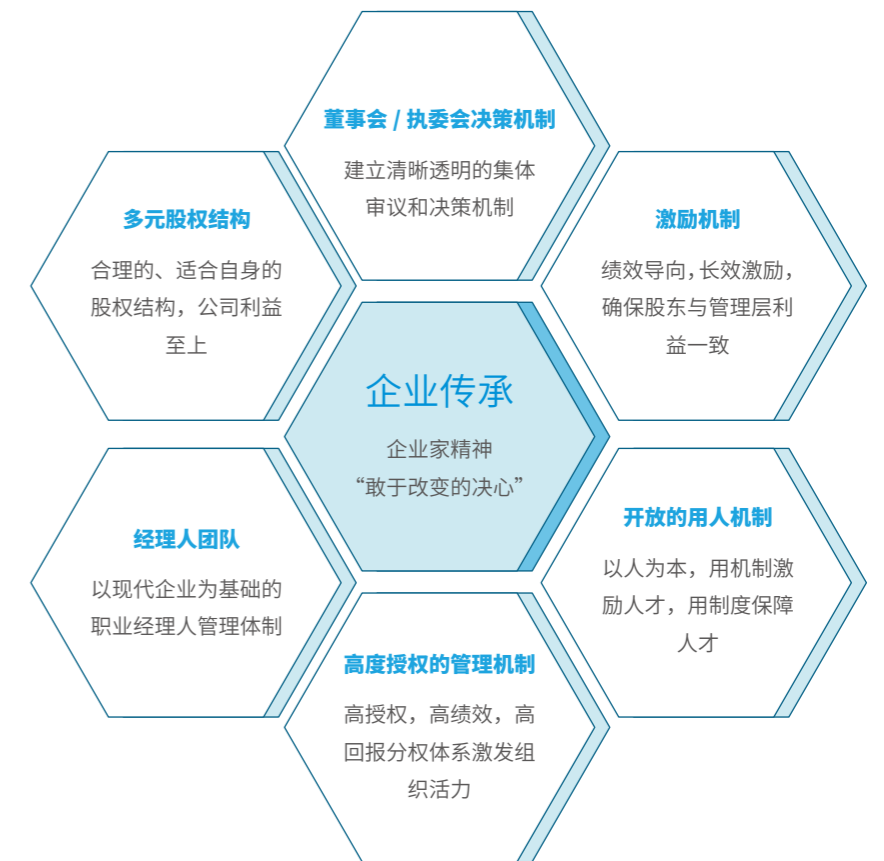 董事会 / 执委会决策机制
建立清晰透明的集体
审议和决策机制
多元股权结构
合理的、适合自身的
股权结构，公司利益
至上
激励机制
绩效导向，长效激励，
确保股东与管理层利
益一致
企业传承
企业家精神
“敢于改变的决心”
经理人团队
以现代企业为基础的
职业经理人管理体制
开放的用人机制
以人为本，用机制激
励人才，用制度保障
人才
高度授权的管理机制
高授权，高绩效，高
回报分权体系激发组
织活力